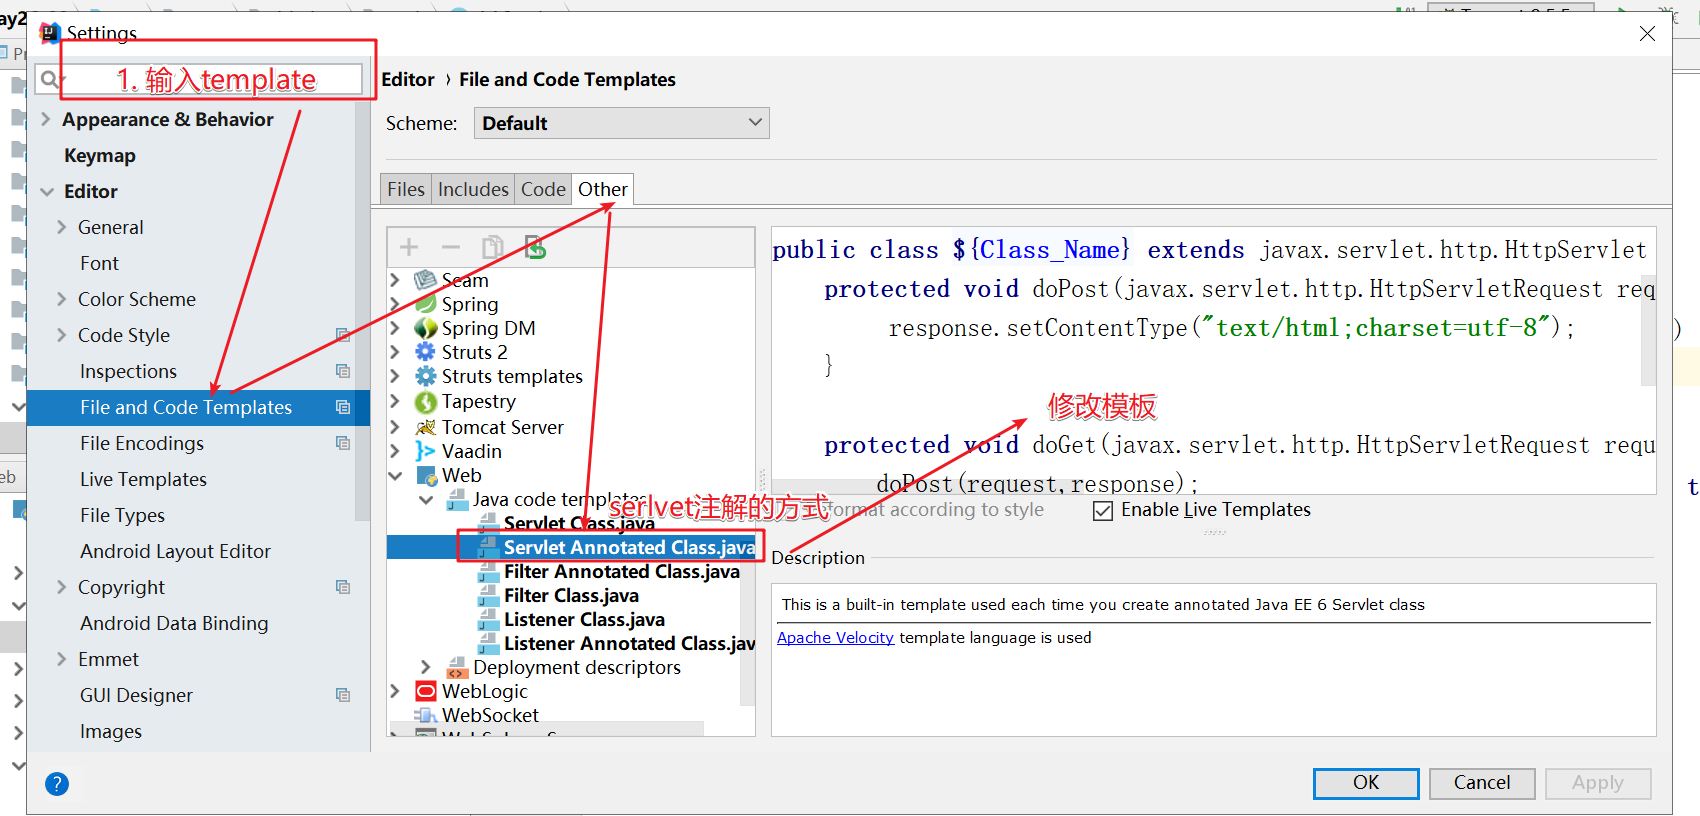 Settings
1. 输入template
Appearance & Behavior
Keymap
Editor
General
Font
Color Scheme
Code Style
Inspections
File and Code Templates
File Encodings
Live Templates
File Types
Android Layout Editor
Copyright
Android Data Binding
Emmet
GUI Designer
Images
Editor › File and Code Templates
Scheme: Default
Files Includes Code Other
Seam
Spring
Spring DM
Struts 2
Struts templates
Tapestry
Tomcat Server
Vaadin
Web
Java code templates
Servlet Class.java
Servlet Annotated Class.java
Filter Annotated Class.java
Filter Class.java
Listener Class.java
Listener Annotated Class.jav
Deployment descriptors
WebLogic
WebSocket
serlvet注解的方式
public class ${Class_Name} extends javax.servlet.http.HttpServlet
protected void doPost(javax.servlet.http.HttpServletRequest req
response.setContentType("text/html;charset=utf-8");
}
修改模板
protected void doGet(javax.servlet.http.HttpServletRequest requ
doPost(request,response);
format according to style
Enable Live Templates
Description
This is a built-in template used each time you create annotated Java EE 6 Servlet class
Apache Velocity template language is used
?
OK
Cancel
Apply